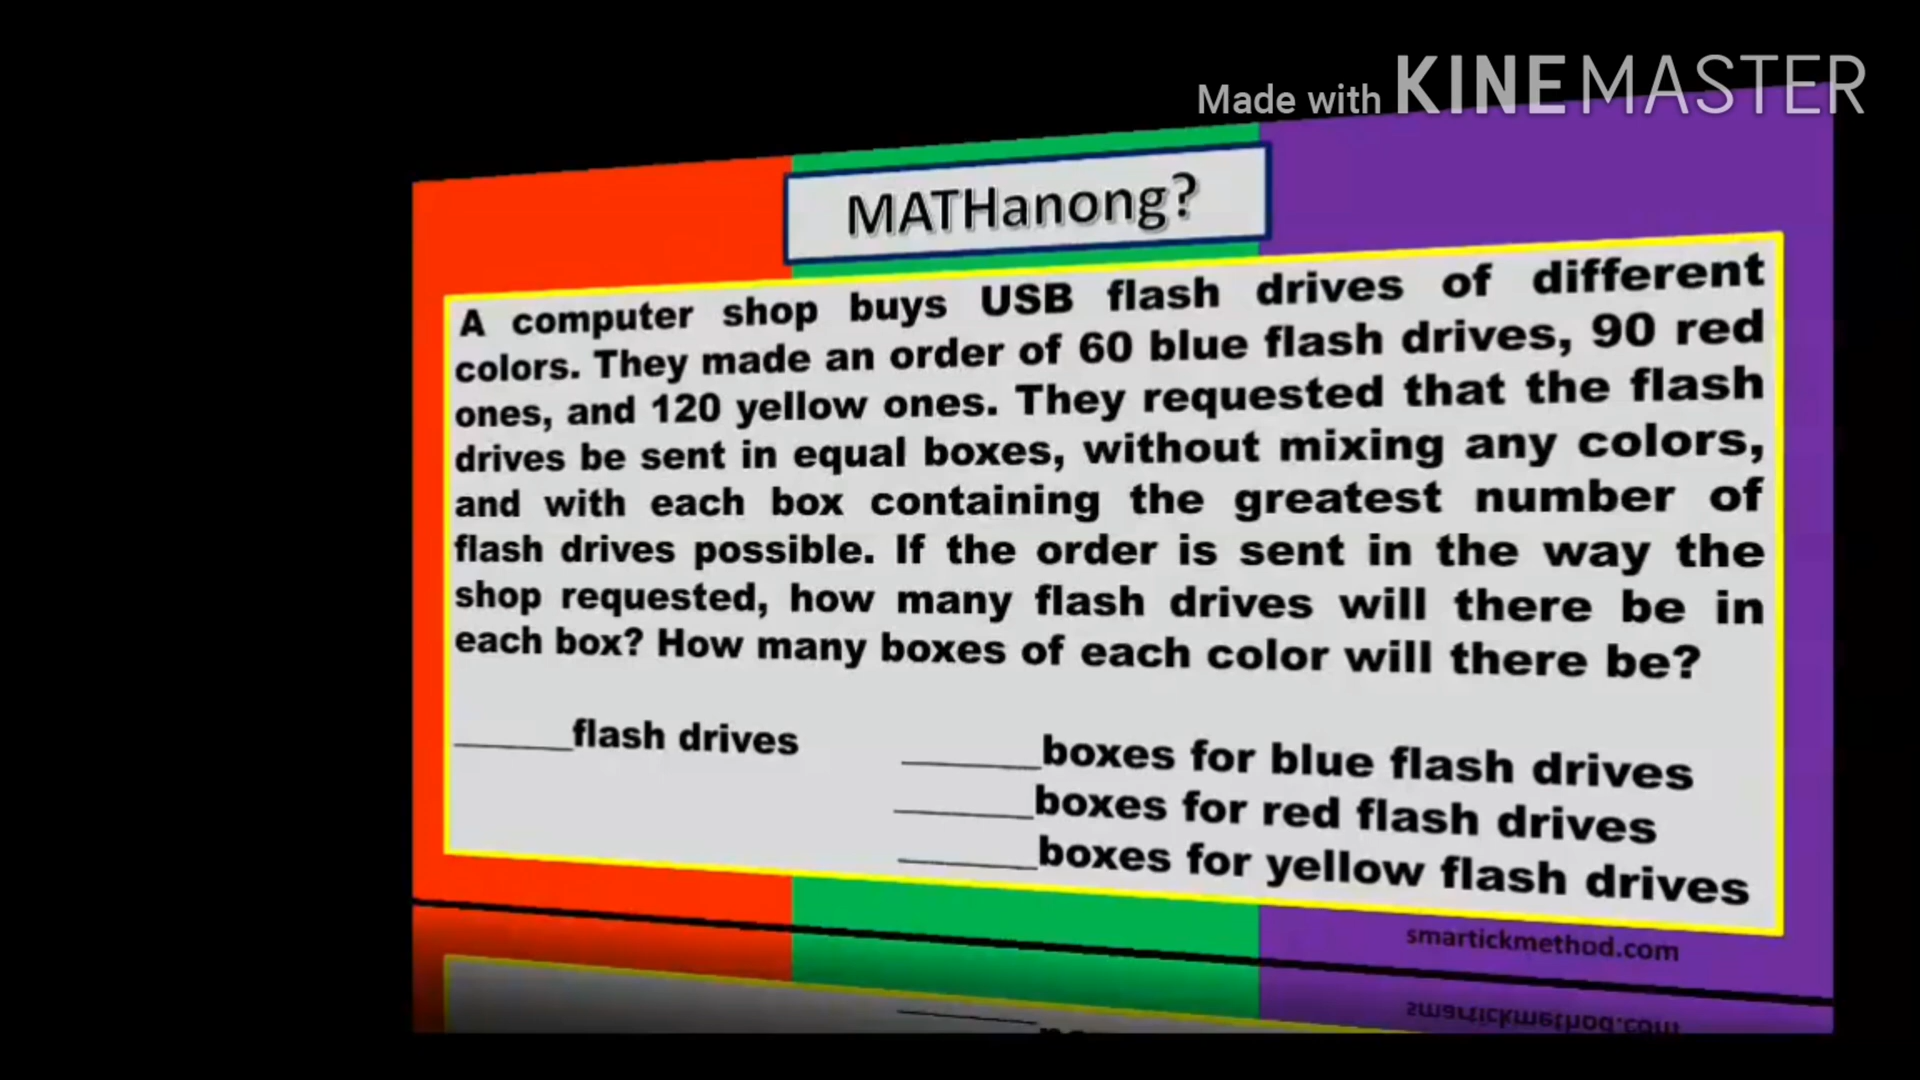 Made with KINEMASTER
MATHanong?
A computer shop buys USB flash drives of different
colors. They made an order of 60 blue flash drives, 90 red
ones, and 120 yellow ones. They requested that the flash
drives be sent in equal boxes, without mixing any colors,
and with each box containing the greatest number of
flash drives possible. If the order is sent in the way the
shop requested, how many flash drives will there be in
each box? How many boxes of each color will there be?
______flash drives
______boxes for blue flash drives
______boxes for red flash drives
______boxes for yellow flash drives
smartickmethod.com
smartickmethod.com